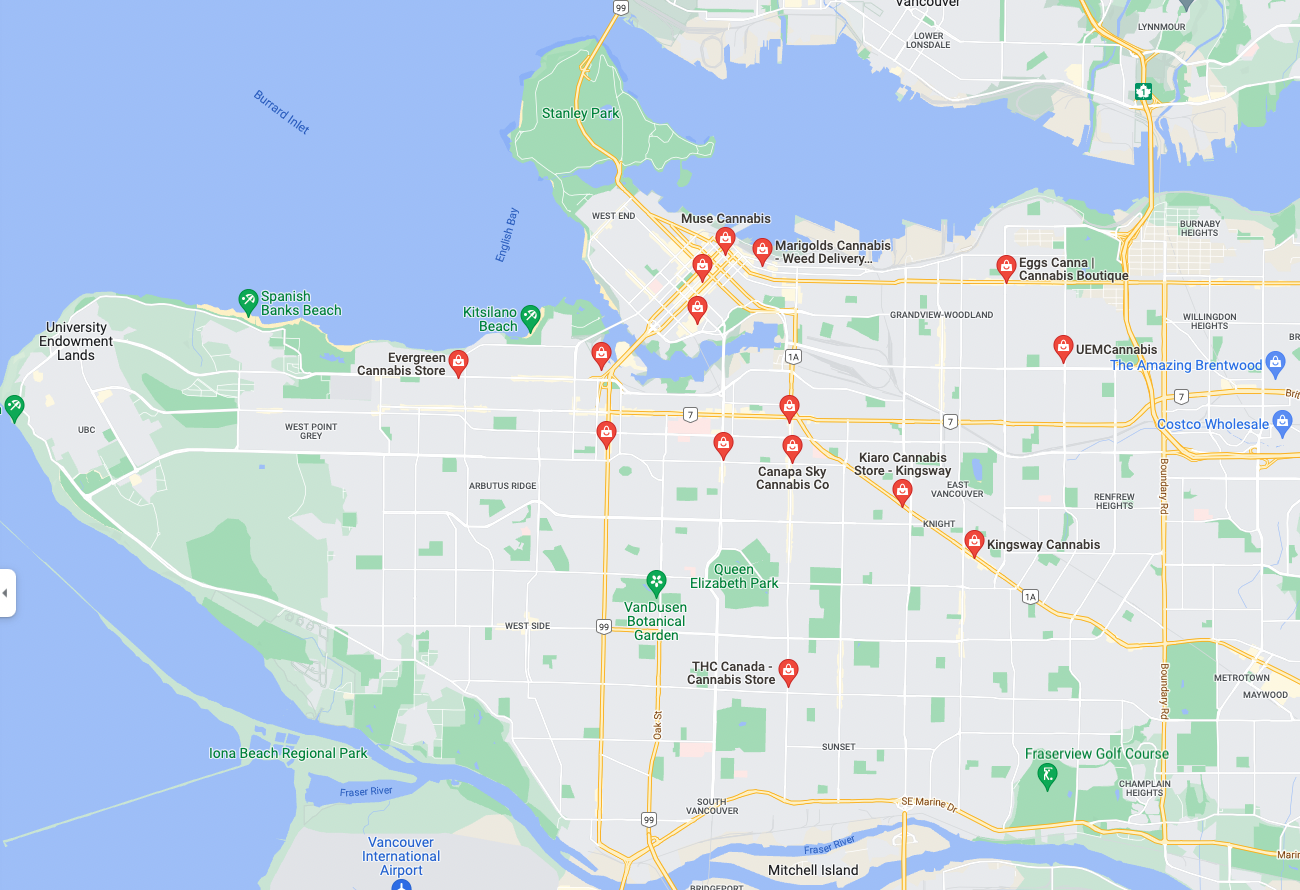 99
Vancouver
LYNNMOUR
LOWER
LONSDALE
1
Burrard Inlet
Stanley Park
WEST END
Muse Cannabis
BURNABY
HEIGHTS
English Bay
Marigolds Cannabis
- Weed Delivery...
Eggs Canna |
Cannabis Boutique
Spanish
Banks Beach
Kitsilano
Beach
GRANDVIEW-WOODLAND
WILLINGDON
HEIGHTS
BR
University
Endowment
Lands
Evergreen
Cannabis Store
1A
UEMCannabis
The Amazing Brentwood
7
Brit
7
7
Costco Wholesale
UBC
WEST POINT
GREY
Canapa Sky
Cannabis Co
Kiaro Cannabis
Store - Kingsway
ARBUTUS RIDGE
EAST
VANCOUVER
RENFREW
HEIGHTS
Boundary Rd
KNIGHT
Kingsway Cannabis
Queen
Elizabeth Park
1A
VanDusen
Botanical
Garden
WEST SIDE
99
THC Canada -
Cannabis Store
METROTOWN
MAYWOOD
Boundary Rd
Oak St
SUNSET
Iona Beach Regional Park
Fraserview Golf Course
Fraser River
CHAMPLAIN
HEIGHTS
SOUTH
VANCOUVER
SE Marine Dr
99
Vancouver
International
Airport
Fraser River
Marin
Mitchell Island
BRIDGEPORT